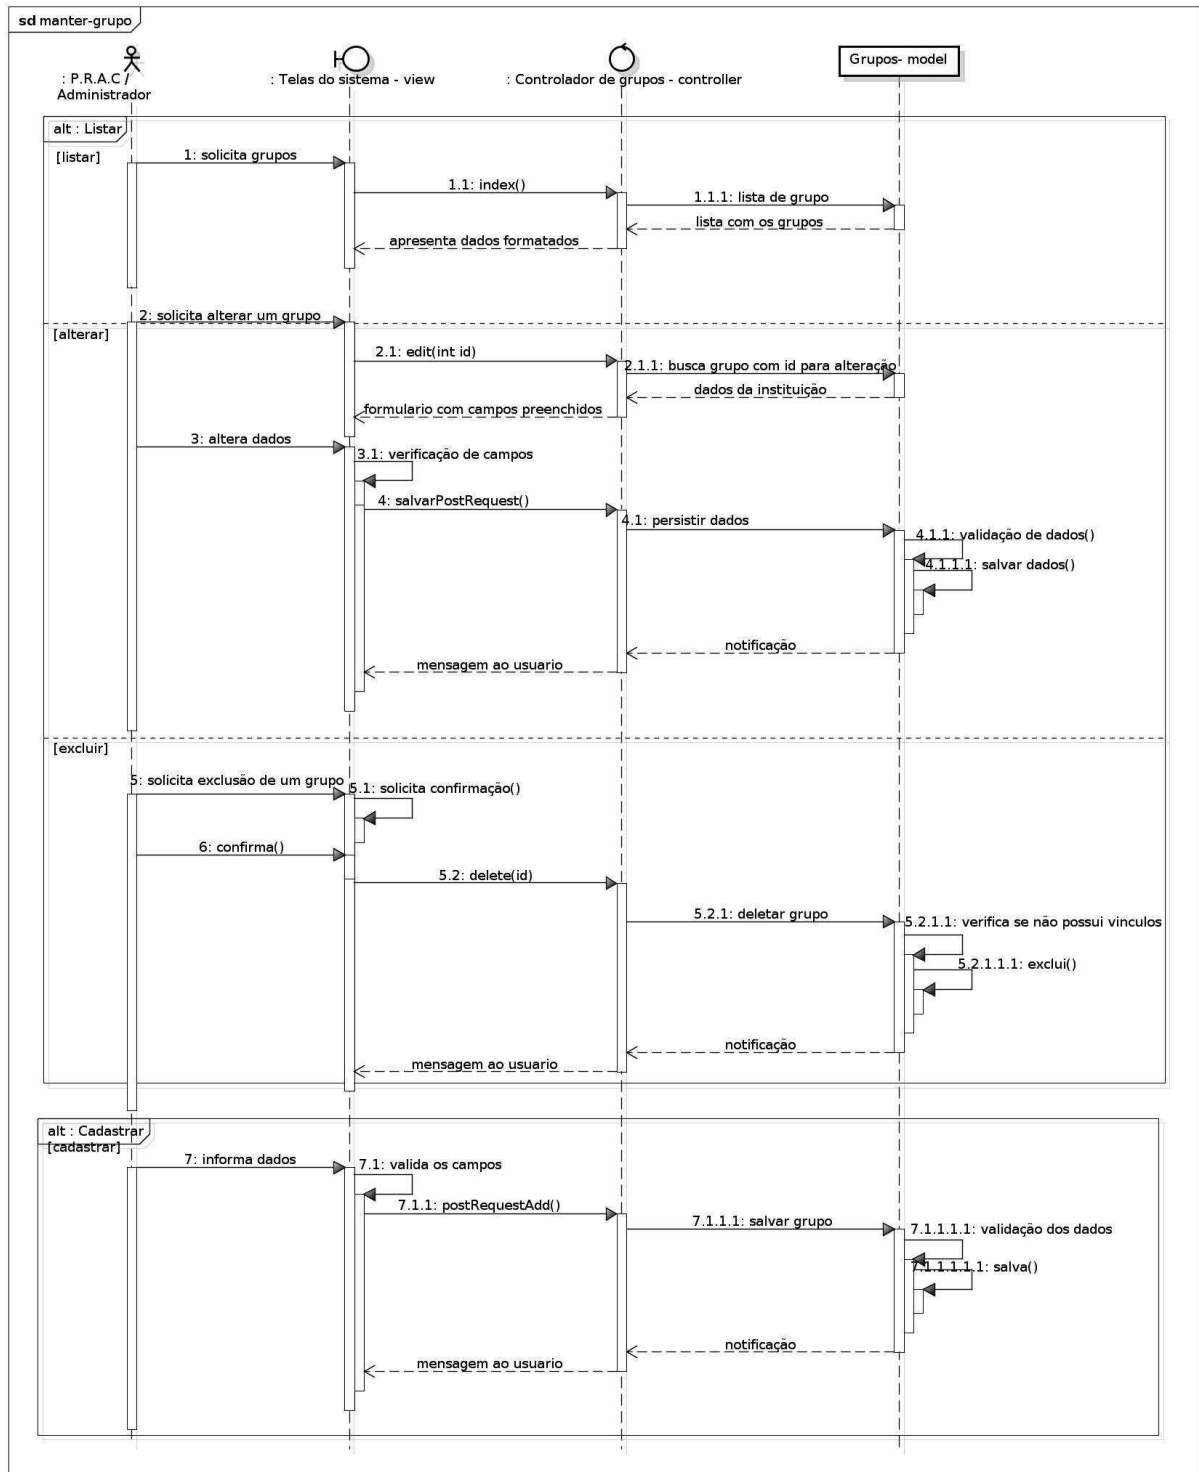 sd manter-grupo
: P.R.A.C /
Administrador
: Telas do sistema - view
: Controlador de grupos - controller
Grupos- model
alt : Listar
[listar]
1: solicita grupos
1.1: index()
1.1.1: lista de grupo
lista com os grupos
apresenta dados formatados
2: solicita alterar um grupo
[alterar]
2.1: edit(int id)
2.1.1: busca grupo com id para alteração
dados da instituição
formulario com campos preenchidos
3: altera dados
3.1: verificação de campos
4: salvarPostRequest()
4.1: persistir dados
4.1.1: validação de dados()
4.1.1.1: salvar dados()
notificação
mensagem ao usuario
[excluir]
5: solicita exclusão de um grupo
5.1: solicita confirmação()
6: confirma()
5.2: delete(id)
5.2.1: deletar grupo
5.2.1.1: verifica se não possui vinculos
5.2.1.1.1: exclui()
notificação
mensagem ao usuario
alt : Cadastrar
[cadastrar]
7: informa dados
7.1: valida os campos
7.1.1: postRequestAdd()
7.1.1.1: salvar grupo
7.1.1.1.1: validação dos dados
7.1.1.1.1.1: salva()
notificação
mensagem ao usuario